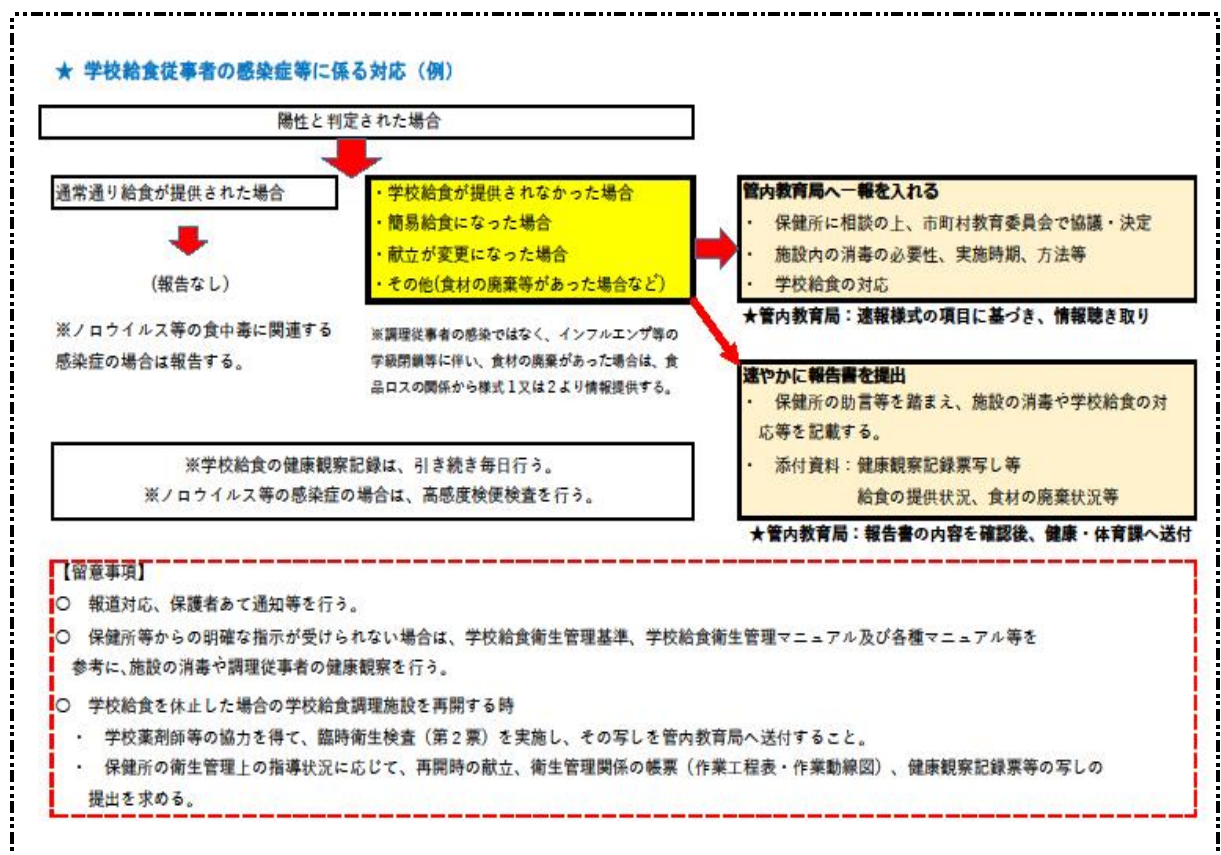 ★ 学校給食従事者の感染症等に係る対応（例）
陽性と判定された場合
通常通り給食が提供された場合
(報告なし)
※ノロウイルス等の食中毒に関連する
感染症の場合は報告する。
・学校給食が提供されなかった場合
・簡易給食になった場合
・献立が変更になった場合
・その他(食材の廃棄等があった場合など)
※調理従事者の感染ではなく、インフルエンザ等の
学級閉鎖等に伴い、食材の廃棄があった場合は、食
品ロスの関係から様式１又は２より情報提供する。
管内教育局へ一報を入れる
・　保健所に相談の上、市町村教育委員会で協議・決定
・　施設内の消毒の必要性、実施時期、方法等
・　学校給食の対応
★管内教育局：速報様式の項目に基づき、情報聴き取り
速やかに報告書を提出
・　保健所の助言等を踏まえ、施設の消毒や学校給食の対
応等を記載する。
・　添付資料：健康観察記録票写し等
給食の提供状況、食材の廃棄状況等
★管内教育局：報告書の内容を確認後、健康・体育課へ送付
※学校給食の健康観察記録は、引き続き毎日行う。
※ノロウイルス等の感染症の場合は、高感度検便検査を行う。
【留意事項】
○　報道対応、保護者あて通知等を行う。
○　保健所等からの明確な指示が受けられない場合は、学校給食衛生管理基準、学校給食衛生管理マニュアル及び各種マニュアル等を
参考に、施設の消毒や調理従事者の健康観察を行う。
○　学校給食を休止した場合の学校給食調理施設を再開する時
・　学校薬剤師等の協力を得て、臨時衛生検査（第２票）を実施し、その写しを管内教育局へ送付すること。
・　保健所の衛生管理上の指導状況に応じて、再開時の献立、衛生管理関係の帳票（作業工程表・作業動線図）、健康観察記録票等の写しの
提出を求める。